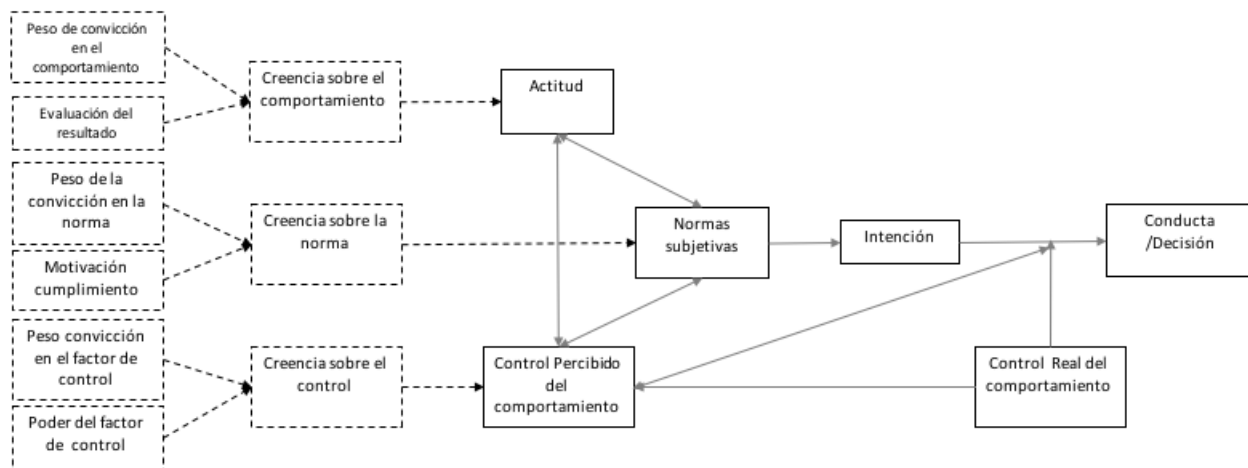 Peso de convicción
en el
comportamiento
Evaluación del
resultado
Peso de la
convicción en la
norma
Motivación
cumplimiento
Peso convicción
en el factor de
control
Poder del factor
de control
Creencia sobre el
comportamiento
Creencia sobre la
norma
Creencia sobre el
control
Actitud
Normas
subjetivas
Control Percibido
del
comportamiento
Intención
Control Real del
comportamiento
Conducta
/Decisión